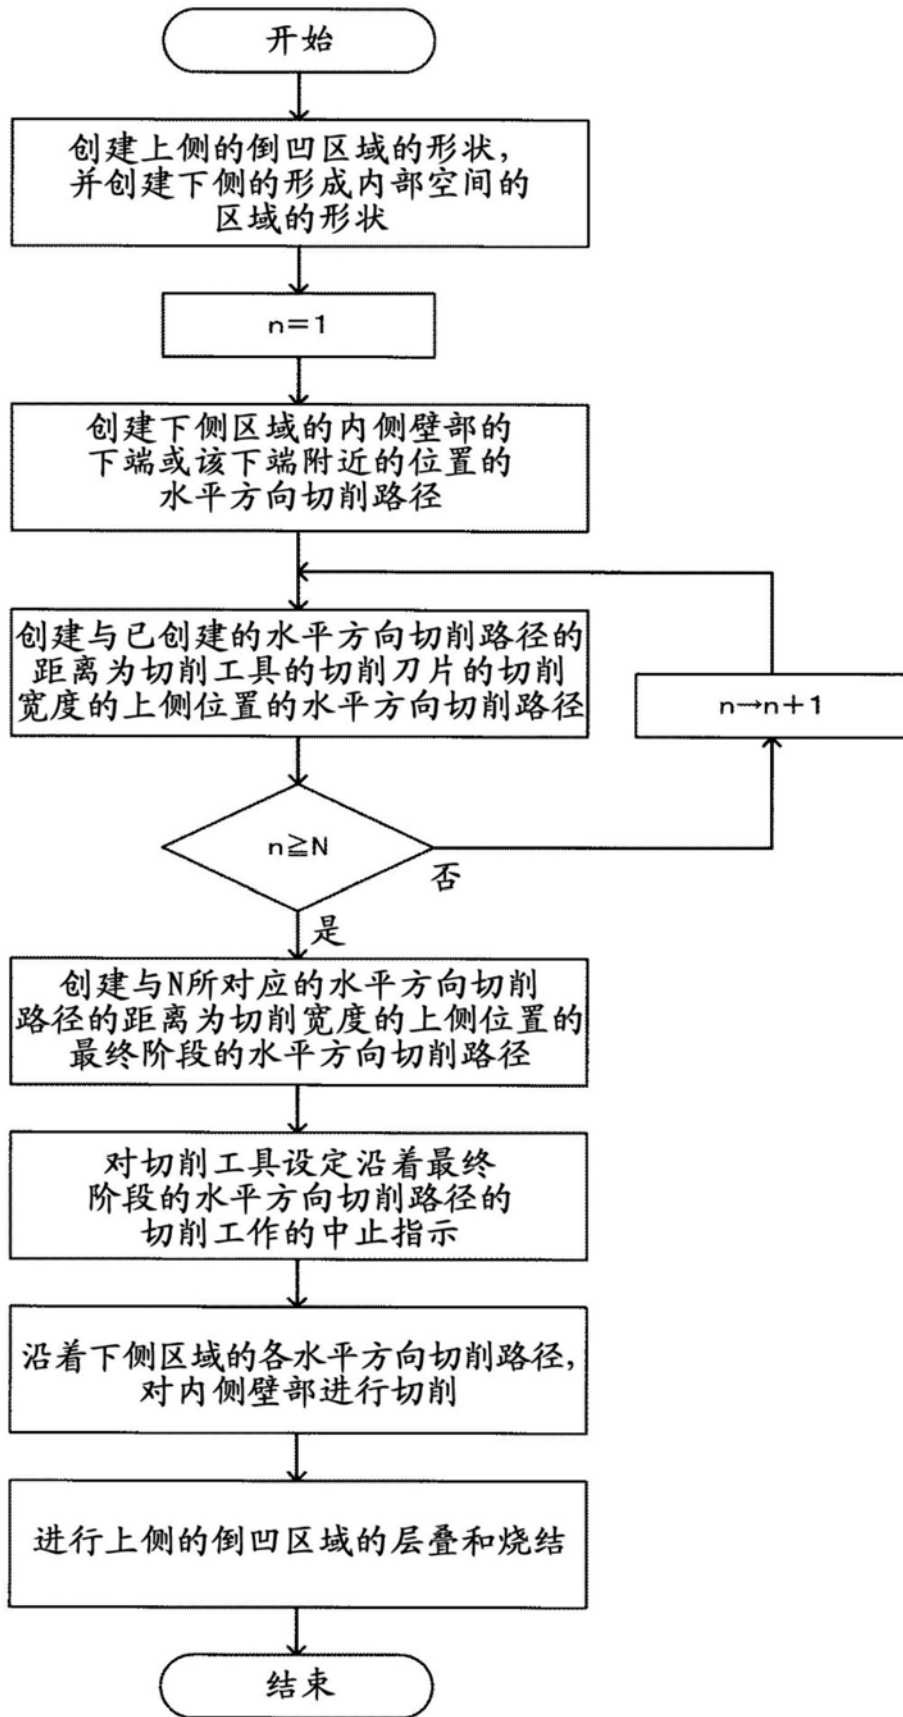 开始
创建上侧的倒凹区域的形状，
并创建下侧的形成内部空间的
区域的形状
n＝1
创建下侧区域的内侧壁部的
下端或该下端附近的位置的
水平方向切削路径
创建与已创建的水平方向切削路径的
距离为切削工具的切削刀片的切削
宽度的上侧位置的水平方向切削路径
n→n＋1
n≧N
否
是
创建与N所对应的水平方向切削
路径的距离为切削宽度的上侧位置的
最终阶段的水平方向切削路径
对切削工具设定沿着最终
阶段的水平方向切削路径的
切削工作的中止指示
沿着下侧区域的各水平方向切削路径，
对内侧壁部进行切削
进行上侧的倒凹区域的层叠和烧结
结束